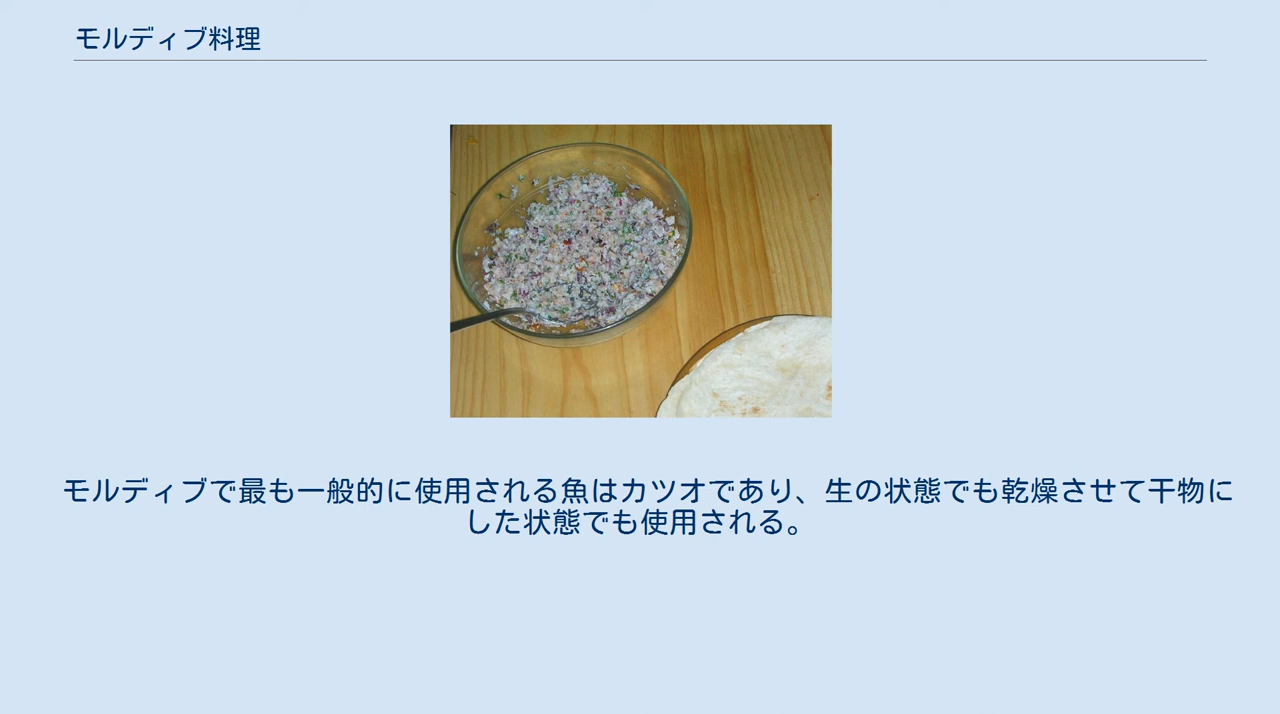 モルディブ料理
モルディブで最も一般的に使用される魚はカツオであり、生の状態でも乾燥させて干物に
した状態でも使用される。